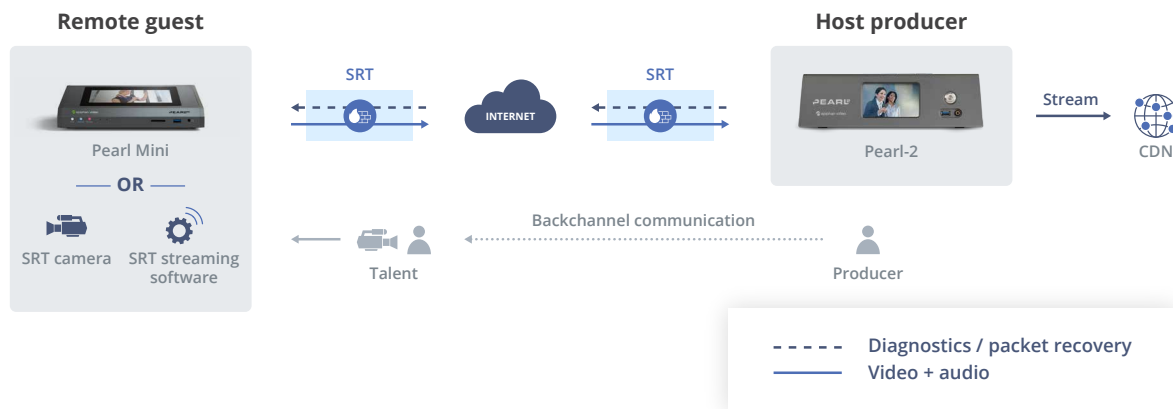 Remote guest
Host producer
SRT
SRT
INTERNET
PEARL
Stream
Pearl Mini
Pearl-2
CDN
OR
SRT camera
SRT streaming
software
Backchannel communication
Talent
Producer
Diagnostics / packet recovery
Video + audio